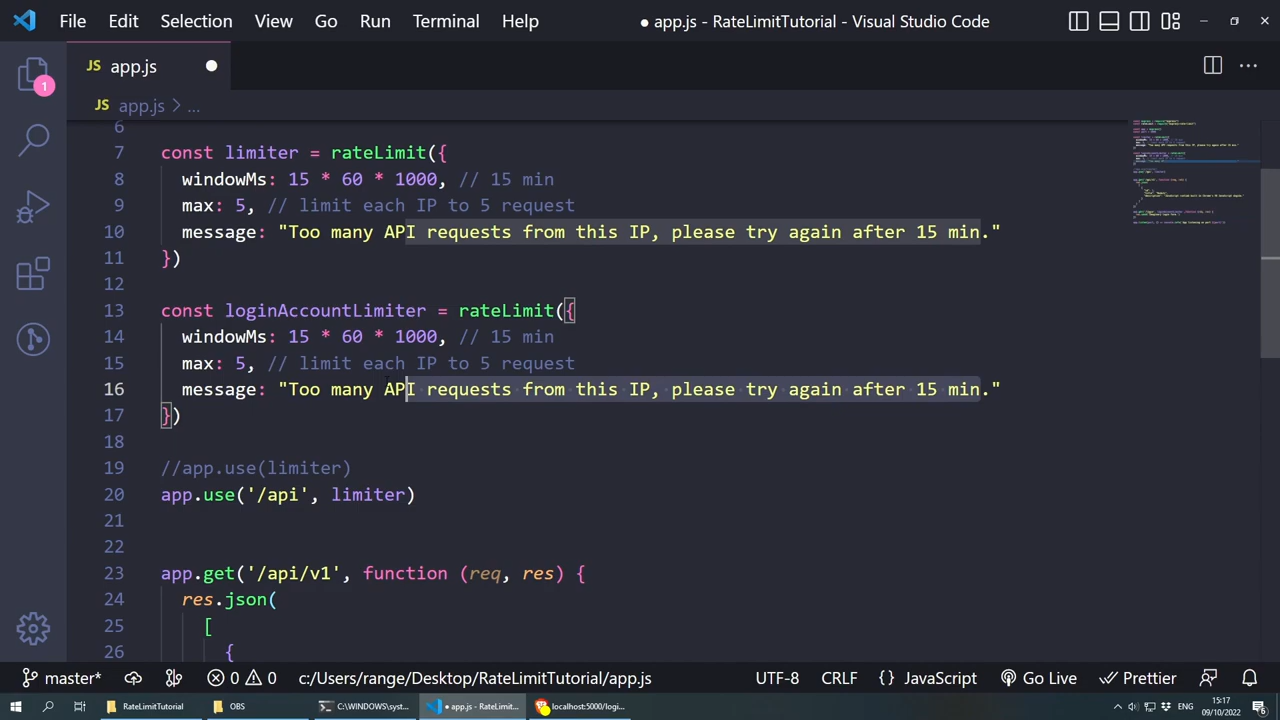 File Edit Selection View Go Run Terminal Help ● app.js - RateLimitTutorial - Visual Studio Code
JS app.js
JS app.js > ...
6
7 const limiter = rateLimit({
8 windowMs: 15 * 60 * 1000, // 15 min
9 max: 5, // limit each IP to 5 request
10 message: "Too many API requests from this IP, please try again after 15 min."
11 })
12
13 const loginAccountLimiter = rateLimit({
14 windowMs: 15 * 60 * 1000, // 15 min
15 max: 5, // limit each IP to 5 request
16 message: "Too many API requests from this IP, please try again after 15 min."
17 })
18
19 //app.use(limiter)
20 app.use('/api', limiter)
21
22
23 app.get('/api/v1', function (req, res) {
24 res.json(
25 [
26 {
1
master* 0 0 c:/Users/range/Desktop/RateLimitTutorial/app.js UTF-8 CRLF {} JavaScript Go Live Prettier
RateLimitTutorial OBS C:\WINDOWS\syst... ● app.js - RateLimitT... localhost:5000/logi... ENG 15:17 09/10/2022 6